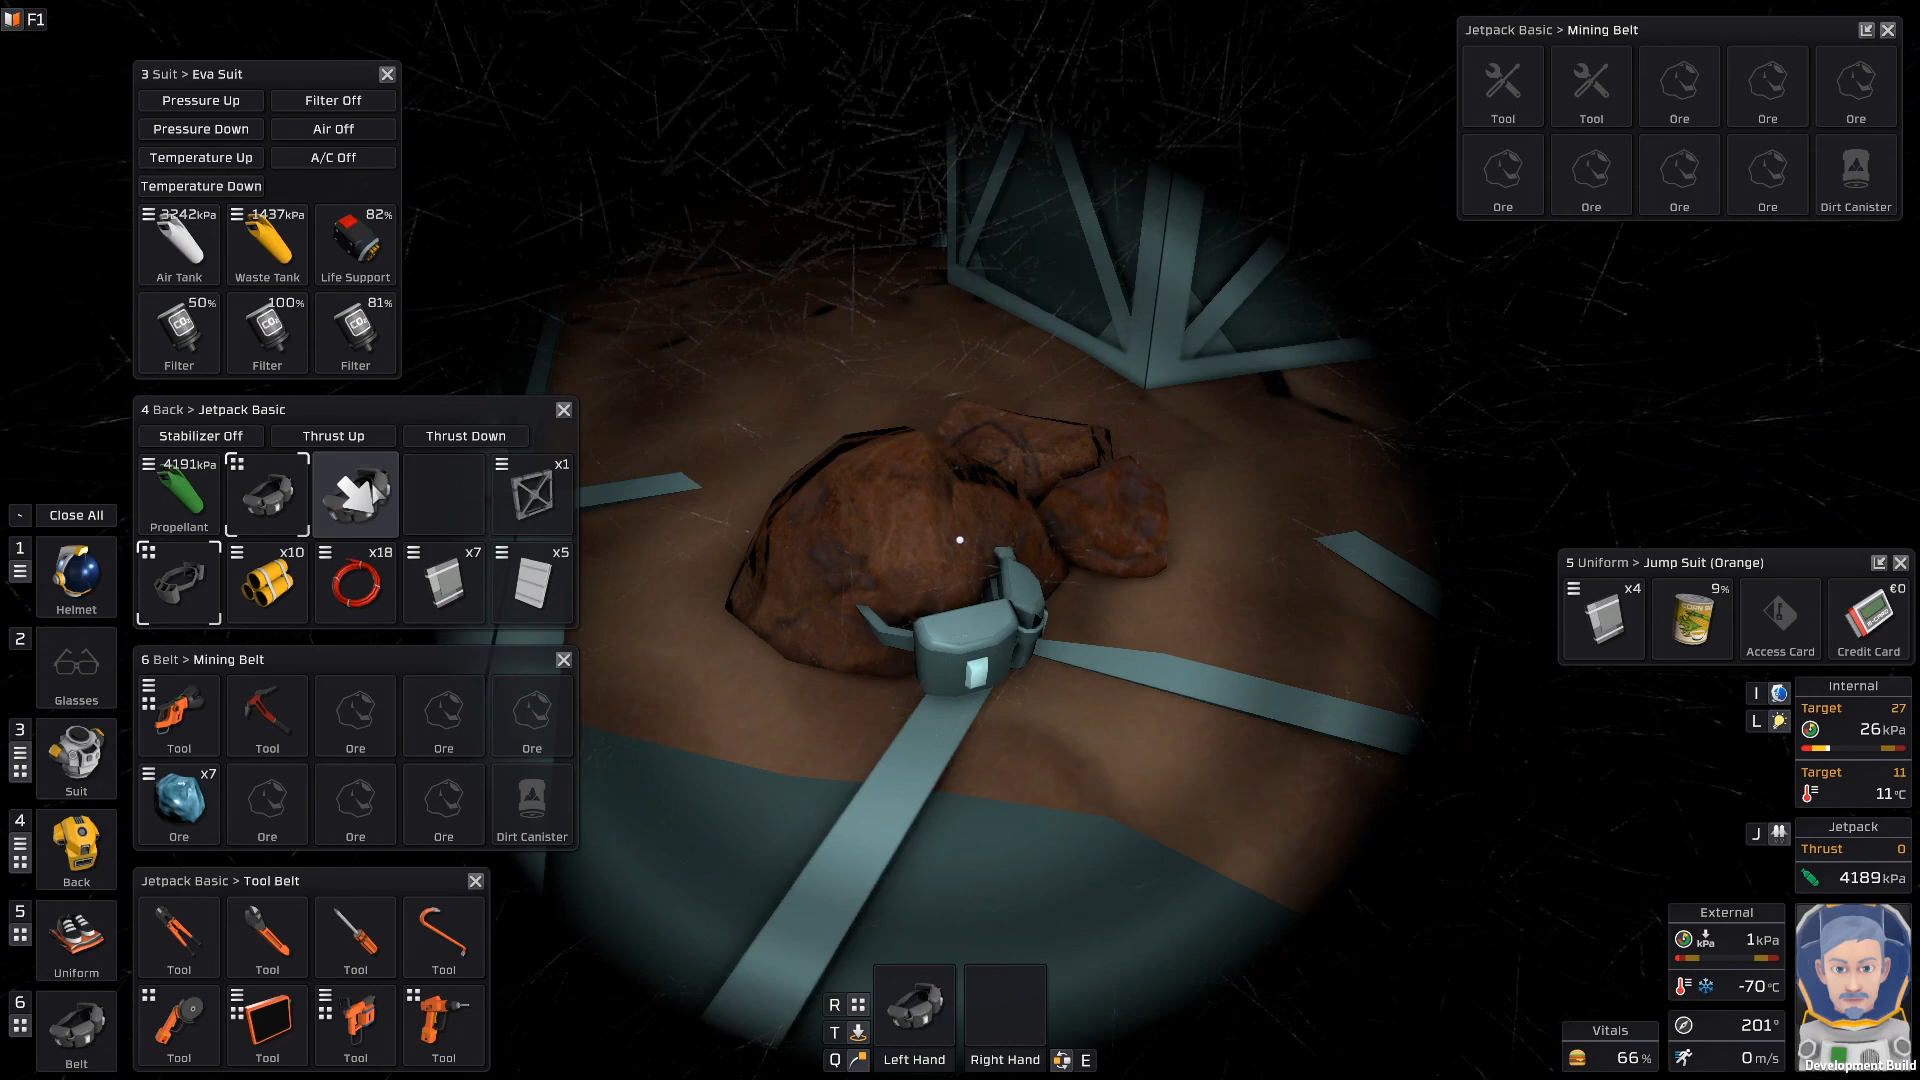 F1
3 Suit > Eva Suit
Pressure Up
Filter Off
Pressure Down
Air Off
Temperature Up
A/C Off
Temperature Down
3242kPa
1437kPa
82%
Air Tank
Waste Tank
Life Support
50%
100%
81%
CO₂
CO₂
CO₂
Filter
Filter
Filter
4 Back > Jetpack Basic
Stabilizer Off
Thrust Up
Thrust Down
4191kPa
x1
Propellant
x10
x18
x7
x5
6 Belt > Mining Belt
Tool
Tool
Ore
Ore
Ore
x7
Ore
Ore
Ore
Ore
Dirt Canister
Jetpack Basic > Tool Belt
Tool
Tool
Tool
Tool
Tool
Tool
Tool
Tool
~
Close All
1
Helmet
2
Glasses
3
Suit
4
Back
5
Uniform
6
Belt
R
T
Q
Left Hand
Right Hand
E
Jetpack Basic > Mining Belt
Tool
Tool
Ore
Ore
Ore
Ore
Ore
Ore
Ore
Dirt Canister
5 Uniform > Jump Suit (Orange)
x4
9%
€0
CORN
Access Card
Credit Card
I
L
Internal
Target 27
26kPa
Target 11
11°C
J
Jetpack
Thrust 0
4189kPa
External
kPa
1kPa
-70°C
201°
0m/s
Vitals
66%
Development Build